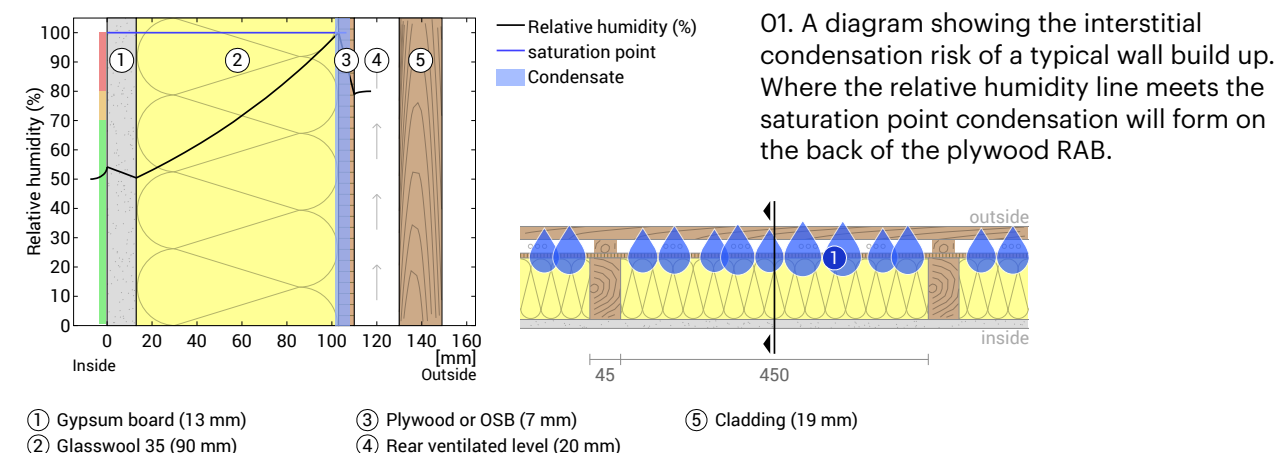 01. A diagram showing the interstitial
condensation risk of a typical wall build up.
Where the relative humidity line meets the
saturation point condensation will form on
the back of the plywood RAB.
Relative humidity (%)
saturation point
Condensate
Relative humidity (%)
100
90
80
70
60
50
40
30
20
10
0
1
2
3
4
5
0 20 40 60 80 100 120 140 160
[mm]
Inside
Outside
outside
1
inside
45
450
1 Gypsum board (13 mm)
2 Glasswool 35 (90 mm)
3 Plywood or OSB (7 mm)
4 Rear ventilated level (20 mm)
5 Cladding (19 mm)